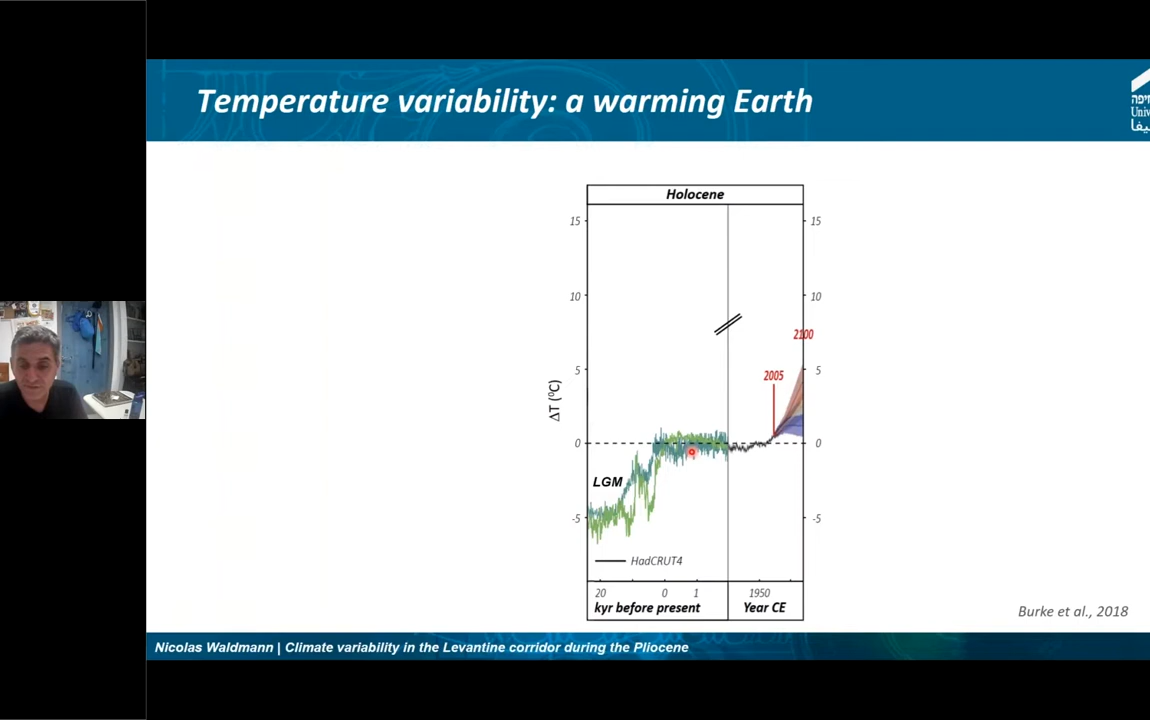 Temperature variability: a warming Earth
Holocene
15 15
10 10
2100
2005
5 5
ΔT (⁰C)
0 0
LGM
-5 -5
HadCRUT4
20 0 1 1950
kyr before present Year CE
Burke et al., 2018
Nicolas Waldmann | Climate variability in the Levantine corridor during the Pliocene